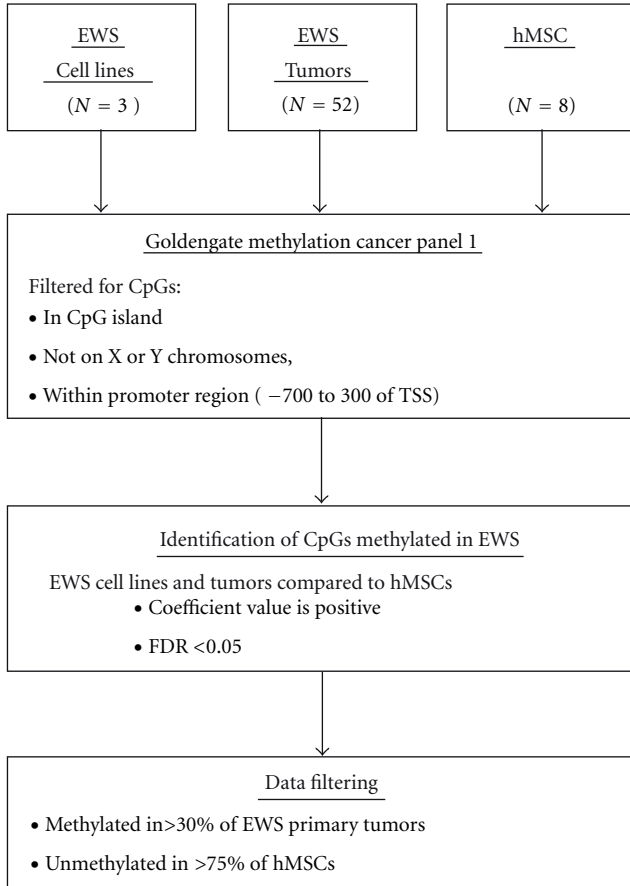 EWS
Cell lines
(N = 3 )
EWS
Tumors
(N = 52)
hMSC
(N = 8)
Goldengate methylation cancer panel 1
Filtered for CpGs:
• In CpG island
• Not on X or Y chromosomes,
• Within promoter region ( −700 to 300 of TSS)
Identification of CpGs methylated in EWS
EWS cell lines and tumors compared to hMSCs
• Coefficient value is positive
• FDR <0.05
Data filtering
• Methylated in>30% of EWS primary tumors
• Unmethylated in >75% of hMSCs